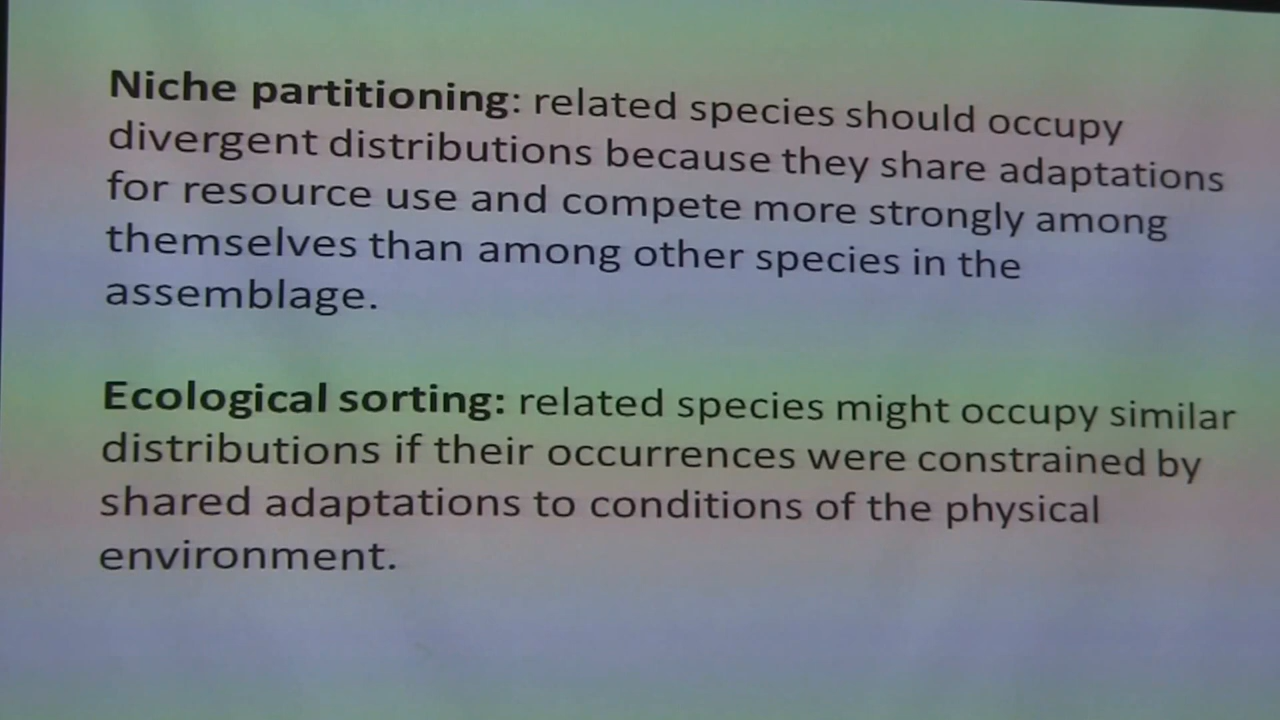 Niche partitioning: related species should occupy
divergent distributions because they share adaptations
for resource use and compete more strongly among
themselves than among other species in the
assemblage.
Ecological sorting: related species might occupy similar
distributions if their occurrences were constrained by
shared adaptations to conditions of the physical
environment.